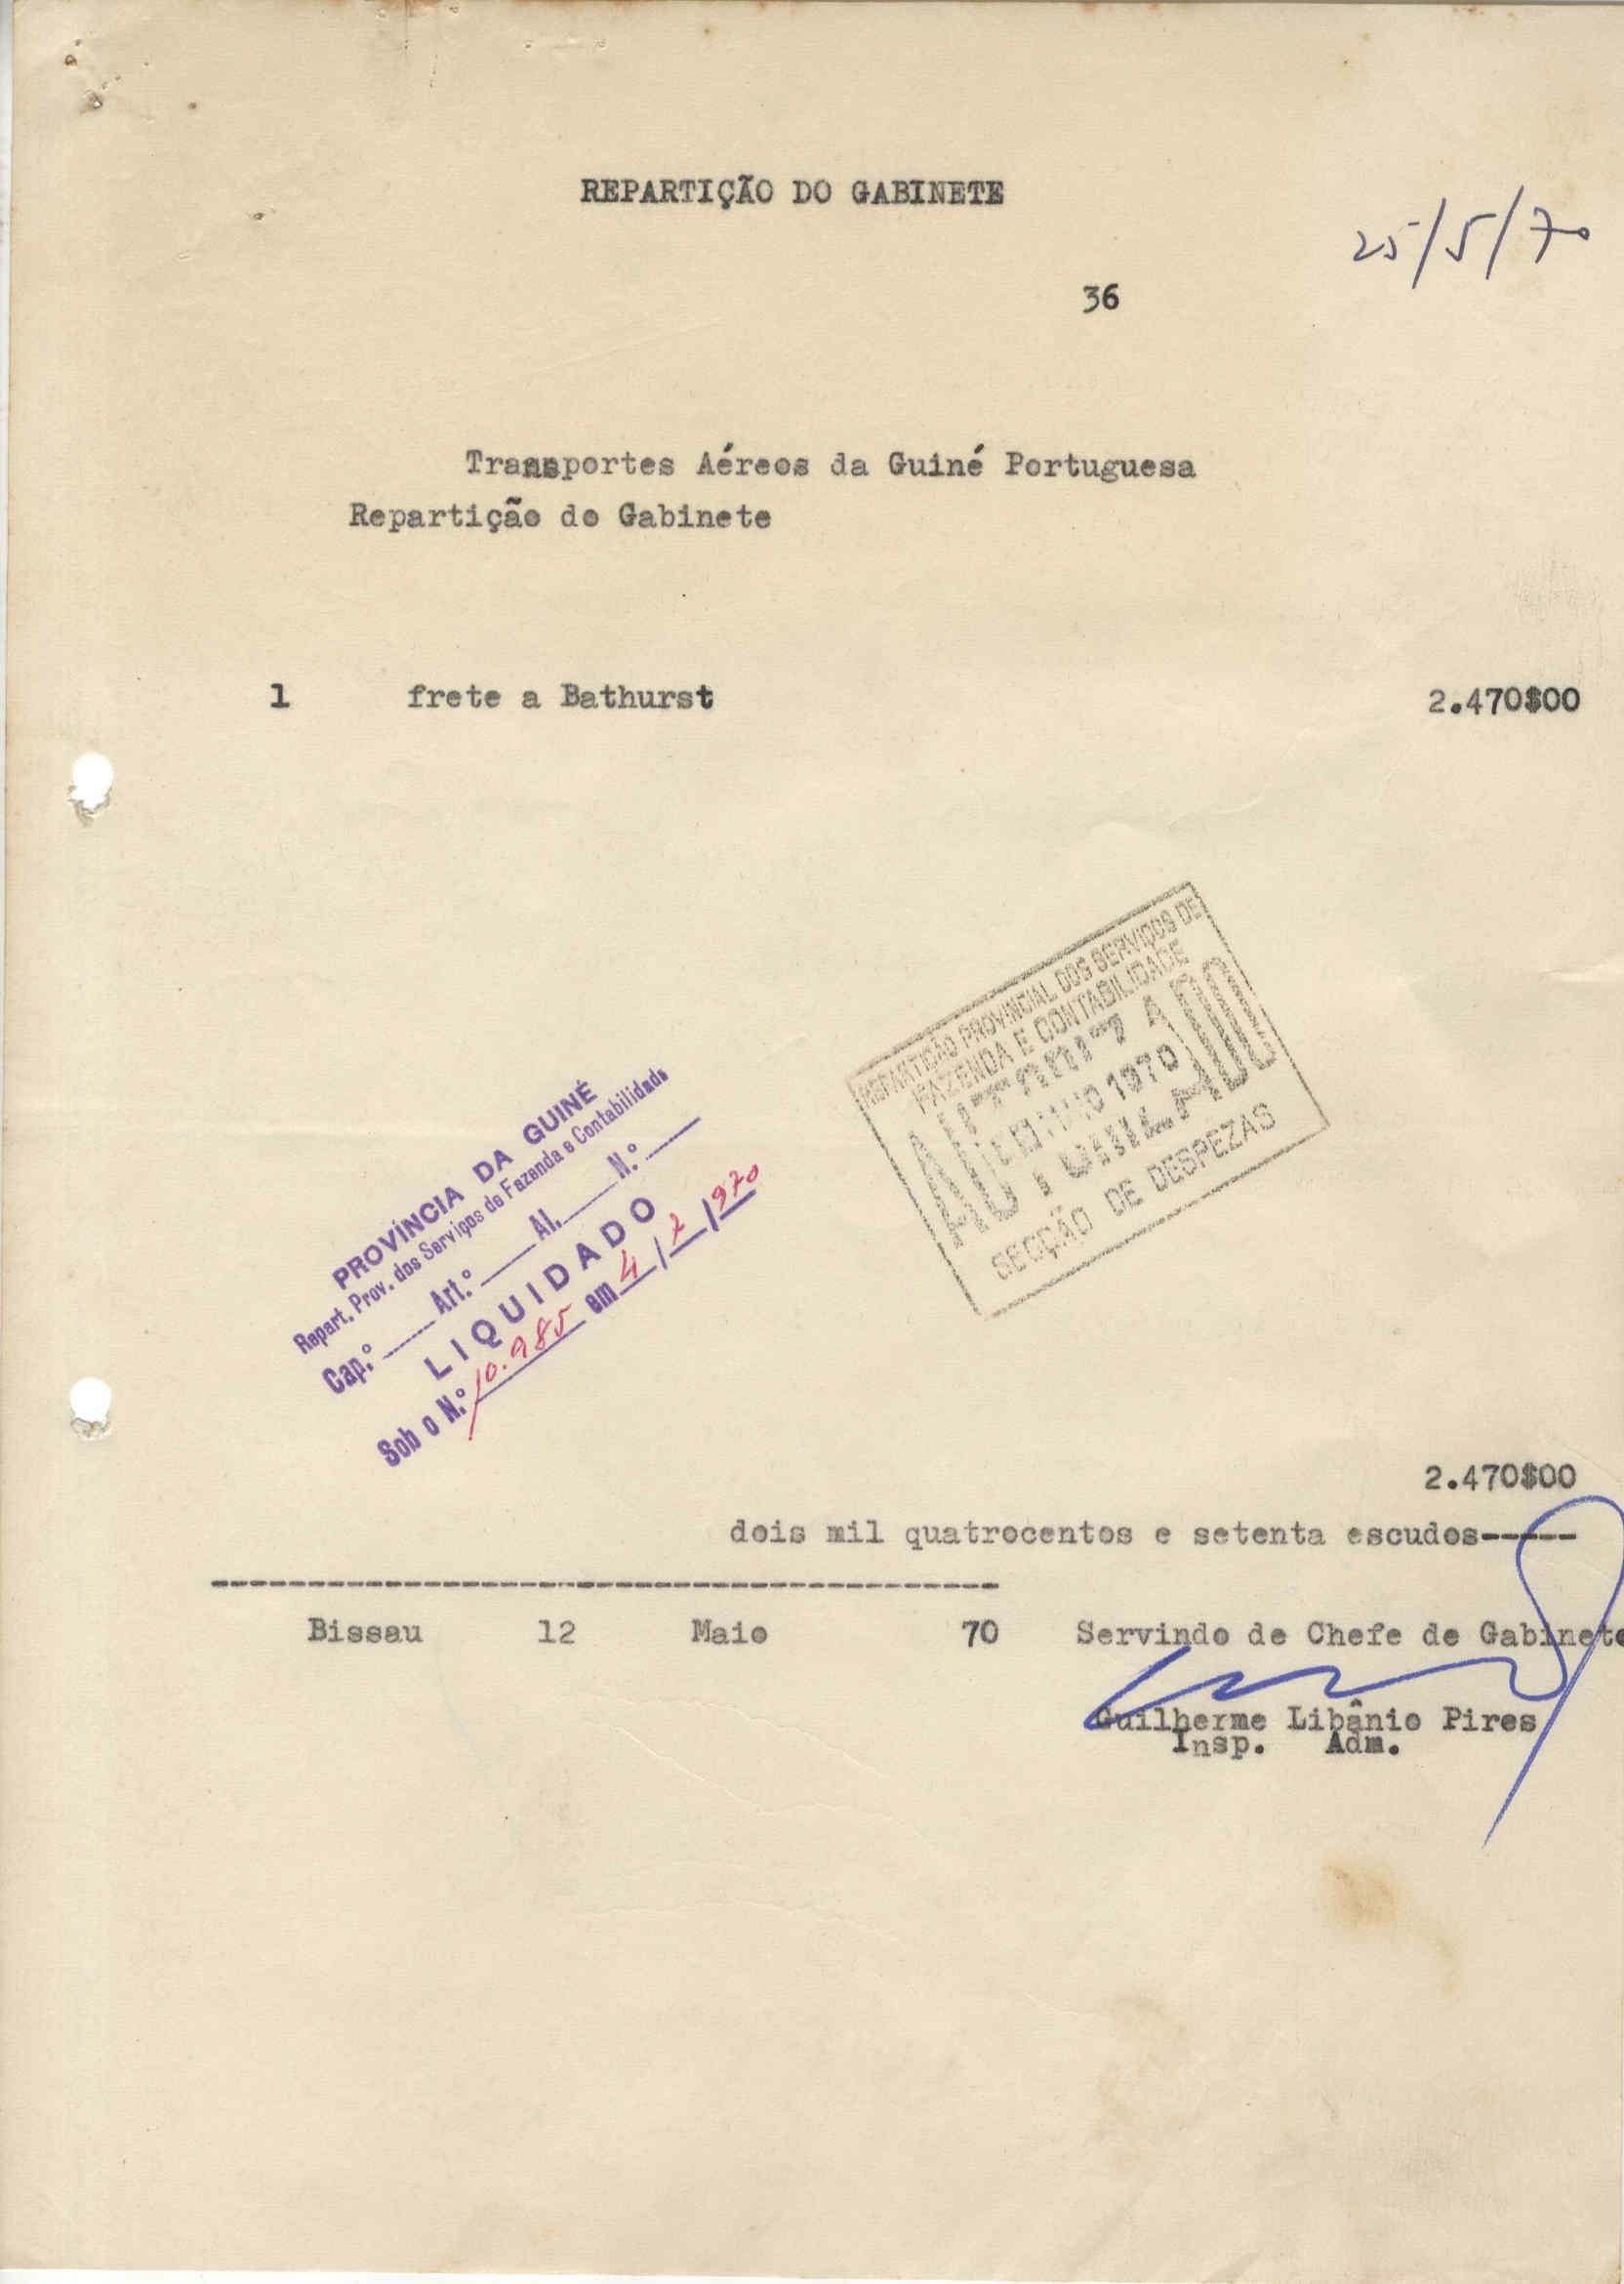 REPARTIÇÃO DO GABINETE
25/5/70
36
Transportes Aéreos da Guiné Portuguesa
Repartição do Gabinete
1 frete a Bathurst 2.470$00
REPARTIÇÃO PROVINCIAL DOS SERVIÇOS DE
FAZENDA E CONTABILIDADE
1970
SECÇÃO DE DESPEZAS
PROVÍNCIA DA GUINÉ
Repart. Prov. dos Serviços de Fazenda e Contabilidade
Cap.º Art.º Al. N.º
LIQUIDADO
Sob o N.º 10.985 em 4/2/970
2.470$00
dois mil quatrocentos e setenta escudos-----
-----------------------------------------
Bissau 12 Maio 70 Servindo de Chefe de Gabinete
Guilherme Libânio Pires
Insp. Adm.